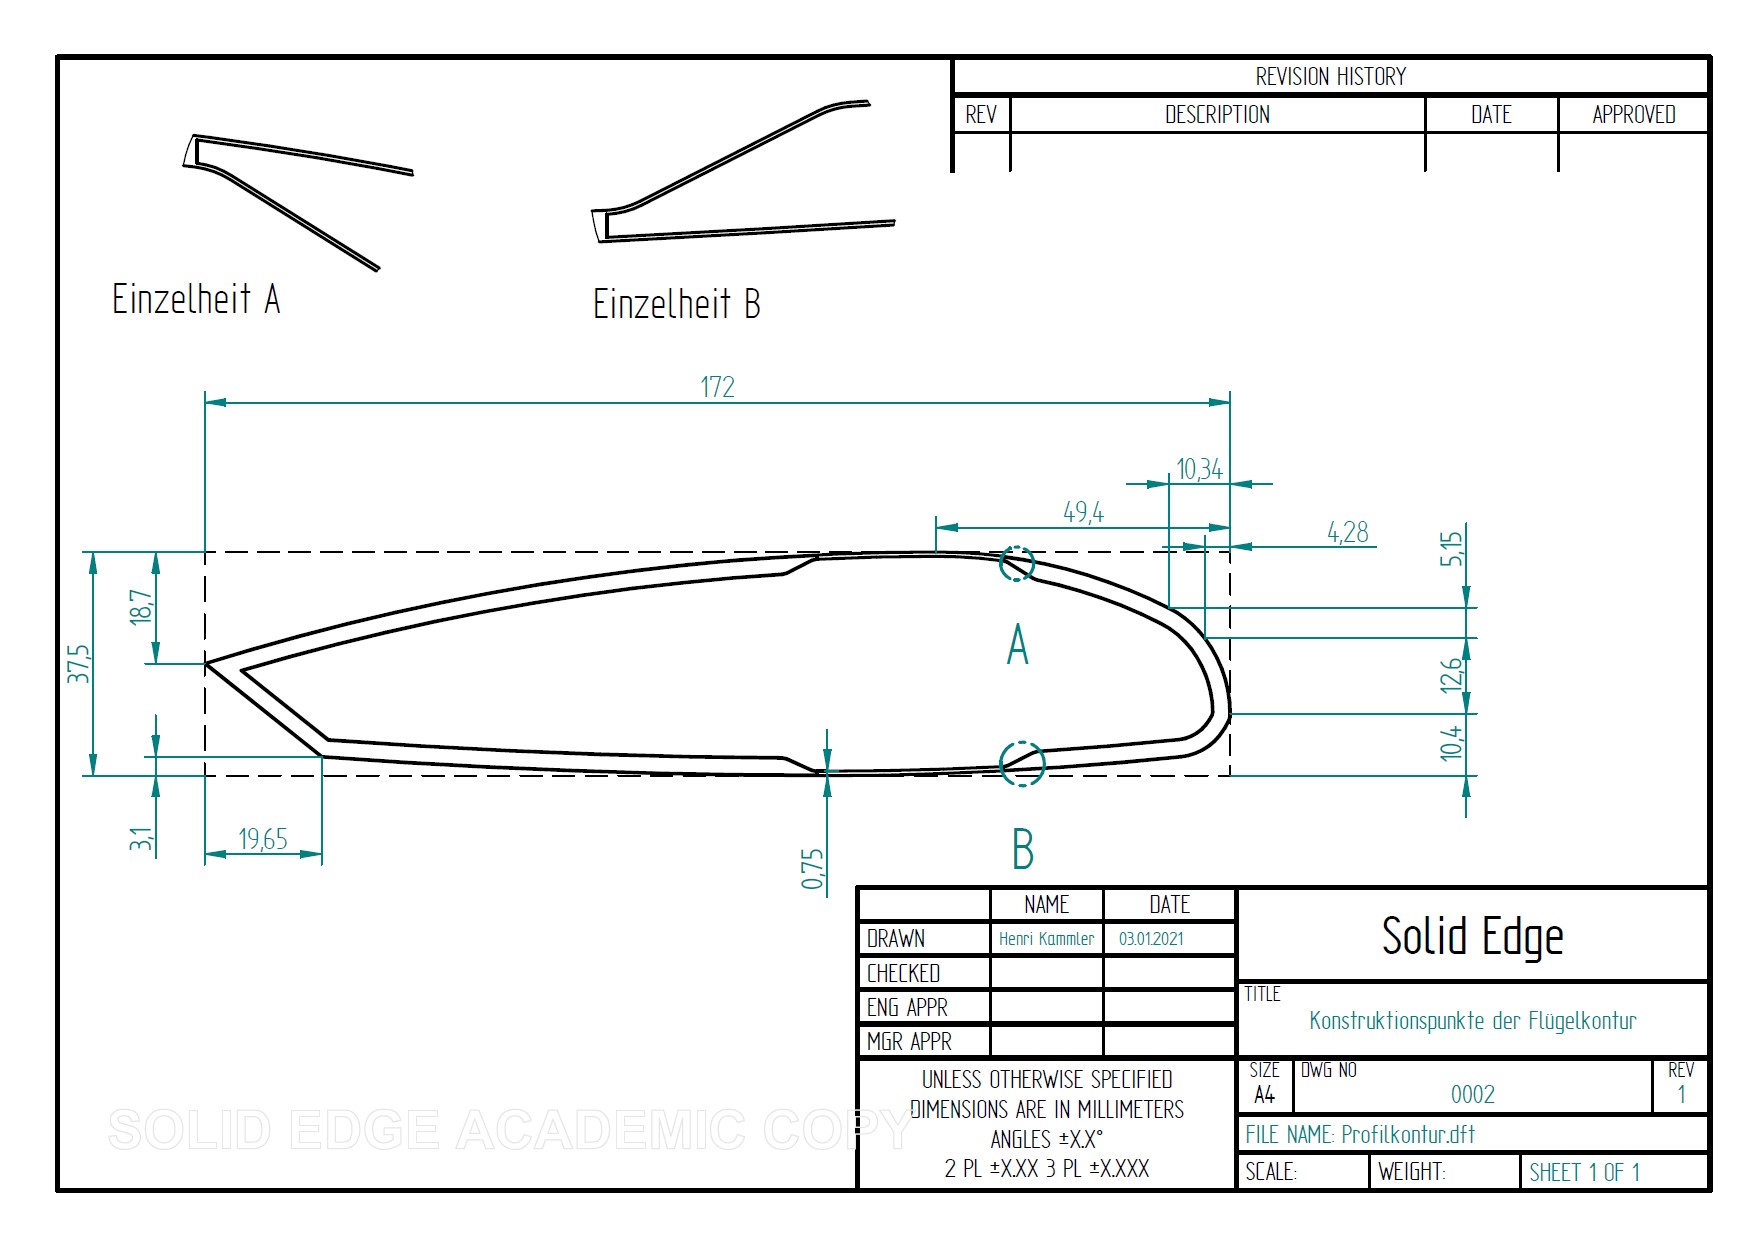 REVISION HISTORY
REV DESCRIPTION DATE APPROVED
Einzelheit A
Einzelheit B
172
10,34
49,4
4,28
5,15
18,7
37,5
12,6
A
10,4
3,1
19,65
0,75
B
NAME DATE
DRAWN Henri Kammler 03.01.2021
CHECKED
ENG APPR
MGR APPR
Solid Edge
TITLE
Konstruktionspunkte der Flügelkontur
UNLESS OTHERWISE SPECIFIED
DIMENSIONS ARE IN MILLIMETERS
ANGLES ±X.X°
2 PL ±X.XX 3 PL ±X.XXX
SIZE DWG NO REV
A4 0002 1
FILE NAME: Profilkontur.dft
SCALE: WEIGHT: SHEET 1 OF 1
SOLID EDGE ACADEMIC COPY